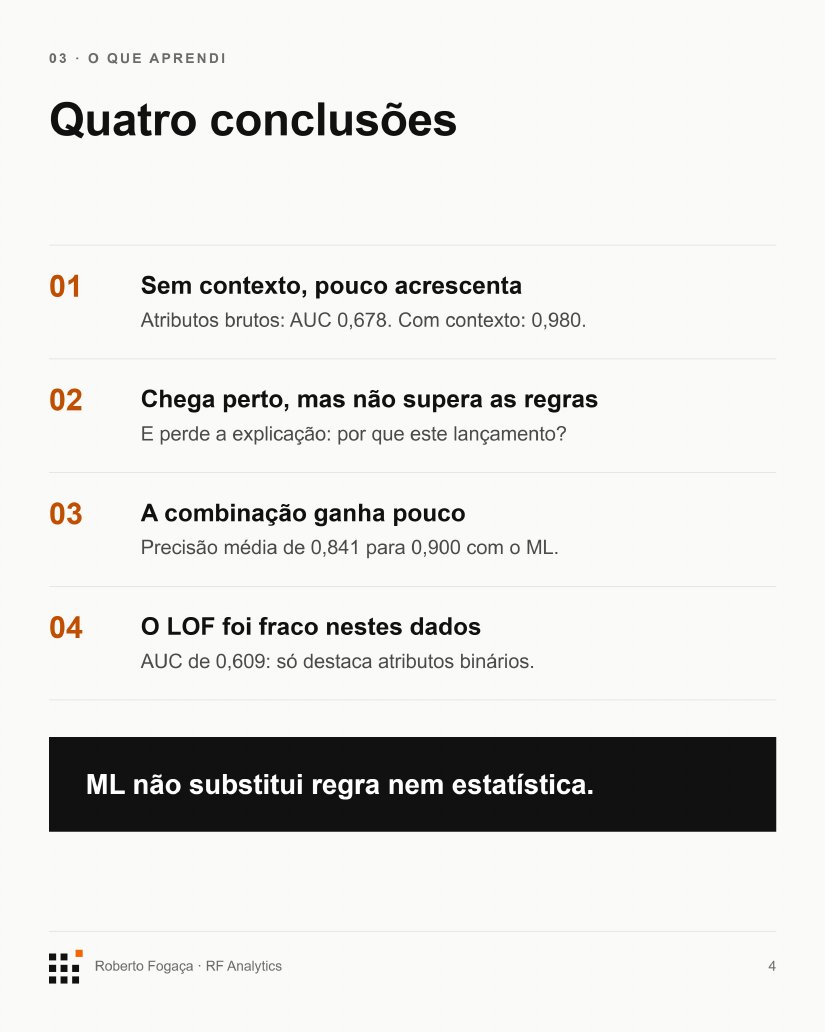 03 · O QUE APRENDI
Quatro conclusões
01
Sem contexto, pouco acrescenta
Atributos brutos: AUC 0,678. Com contexto: 0,980.
02
Chega perto, mas não supera as regras
E perde a explicação: por que este lançamento?
03
A combinação ganha pouco
Precisão média de 0,841 para 0,900 com o ML.
04
O LOF foi fraco nestes dados
AUC de 0,609: só destaca atributos binários.
ML não substitui regra nem estatística.
Roberto Fogaça · RF Analytics
4